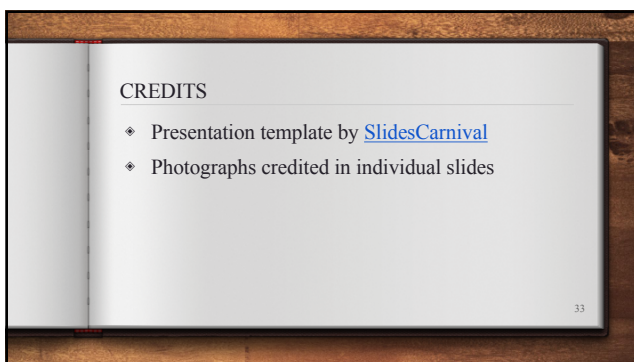 CREDITS
◈ Presentation template by SlidesCarnival
◈ Photographs credited in individual slides
33